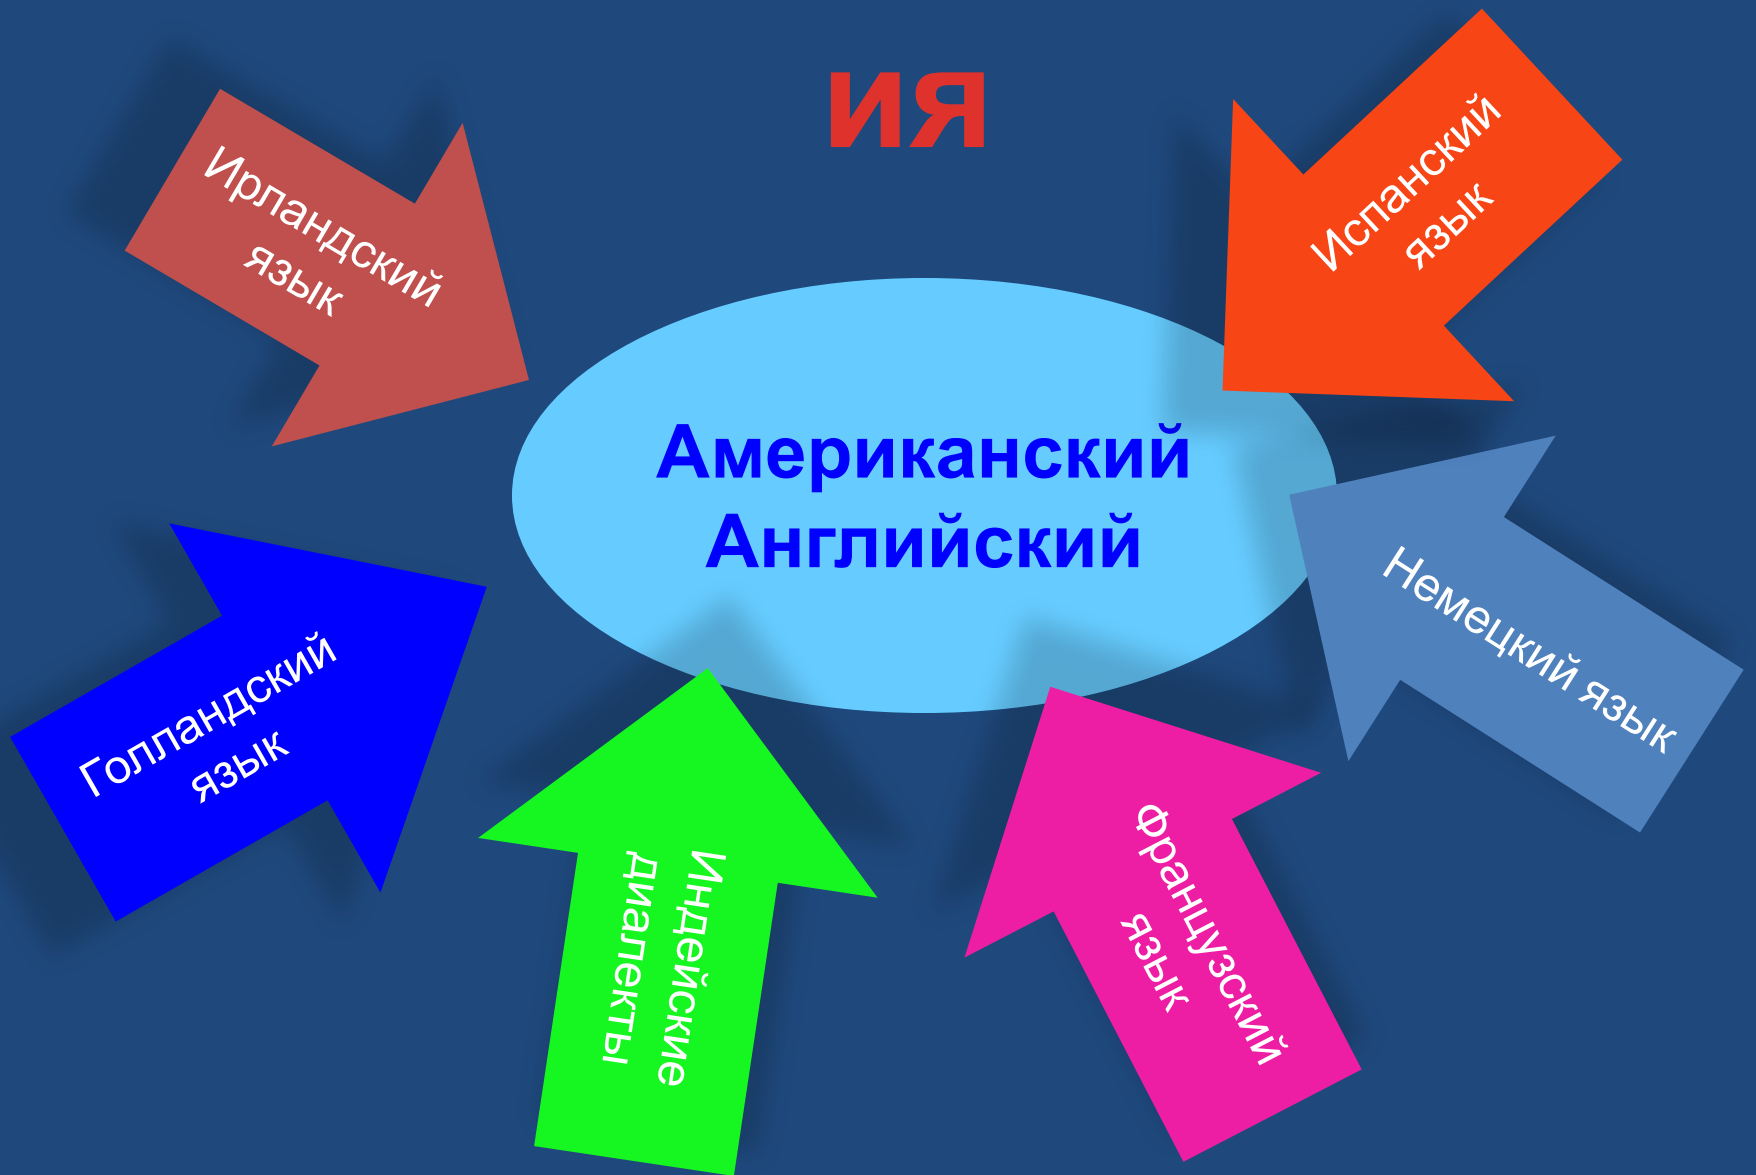 ия
Ирландский
язык
Испанский
язык
Американский
Английский
Немецкий язык
Голландский
язык
Индейские
диалекты
Французский
язык